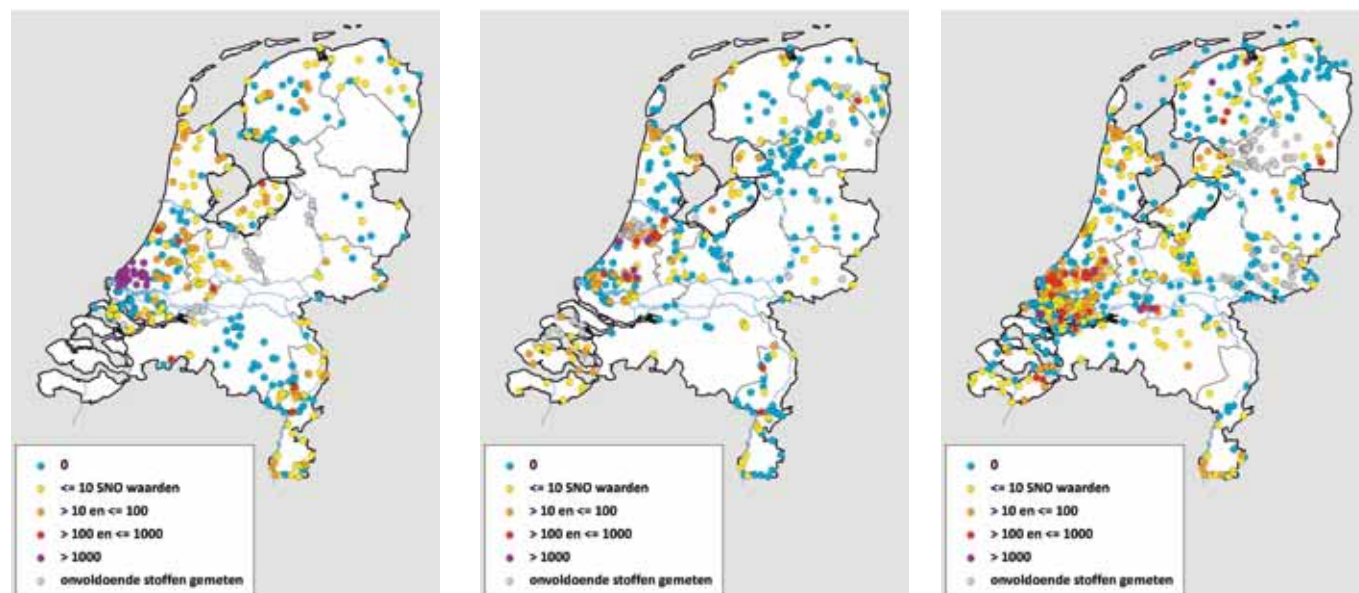 0
<= 10 SNO waarden
> 10 en <= 100
> 100 en <= 1000
> 1000
onvoldoende stoffen gemeten
0
<= 10 SNO waarden
> 10 en <= 100
> 100 en <= 1000
> 1000
onvoldoende stoffen gemeten
0
<= 10 SNO waarden
> 10 en <= 100
> 100 en <= 1000
> 1000
onvoldoende stoffen gemeten